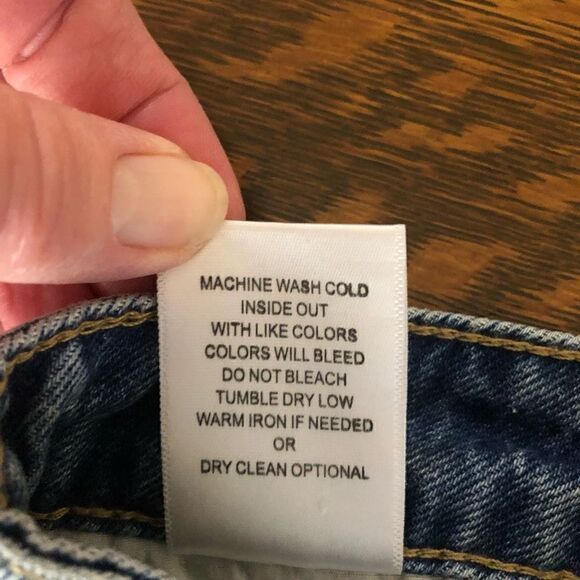 MACHINE WASH COLD
INSIDE OUT
WITH LIKE COLORS
COLORS WILL BLEED
DO NOT BLEACH
TUMBLE DRY LOW
WARM IRON IF NEEDED
OR
DRY CLEAN OPTIONAL